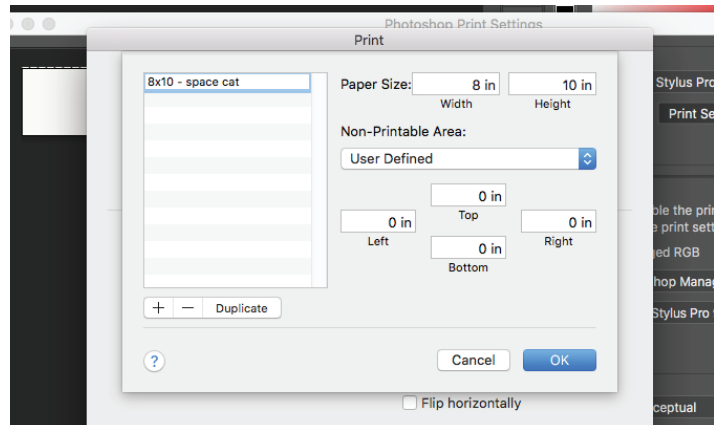 Photoshop Print Settings
Print
8x10 - space cat
Paper Size:
8 in
10 in
Width
Height
Non-Printable Area:
User Defined
0 in
Top
0 in
Left
0 in
Right
0 in
Bottom
+
−
Duplicate
?
Cancel
OK
Flip horizontally
Stylus Pro
Print Se
ble the prin
print sett
ged RGB
hop Manag
Stylus Pro
ceptual